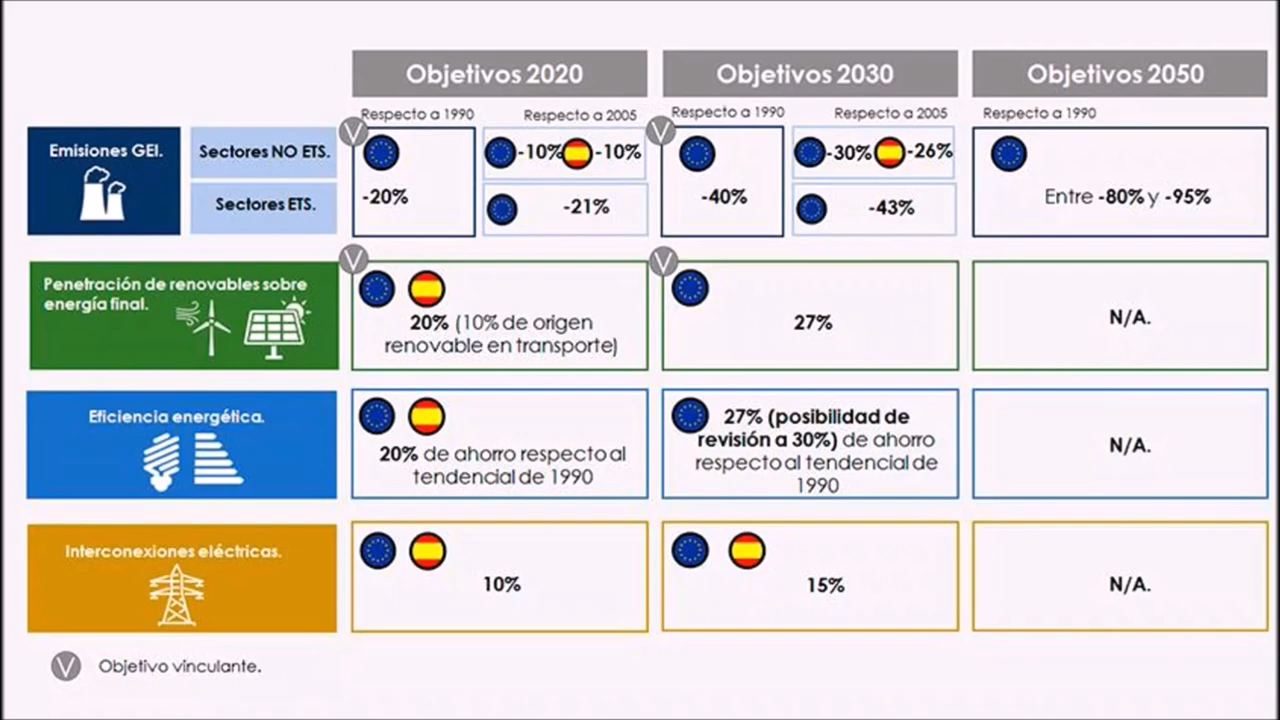 Objetivos 2020
Objetivos 2030
Objetivos 2050
Respecto a 1990
Respecto a 2005
Respecto a 1990
Respecto a 2005
Respecto a 1990
Emisiones GEI.
Sectores NO ETS.
Sectores ETS.
V
-20%
-10%
-10%
-21%
V
-40%
-30%
-26%
-43%
Entre -80% y -95%
Penetración de renovables sobre
energía final.
V
20% (10% de origen
renovable en transporte)
V
27%
N/A.
Eficiencia energética.
20% de ahorro respecto al
tendencial de 1990
27% (posibilidad de
revisión a 30%) de ahorro
respecto al tendencial de
1990
N/A.
Interconexiones eléctricas.
10%
15%
N/A.
V Objetivo vinculante.